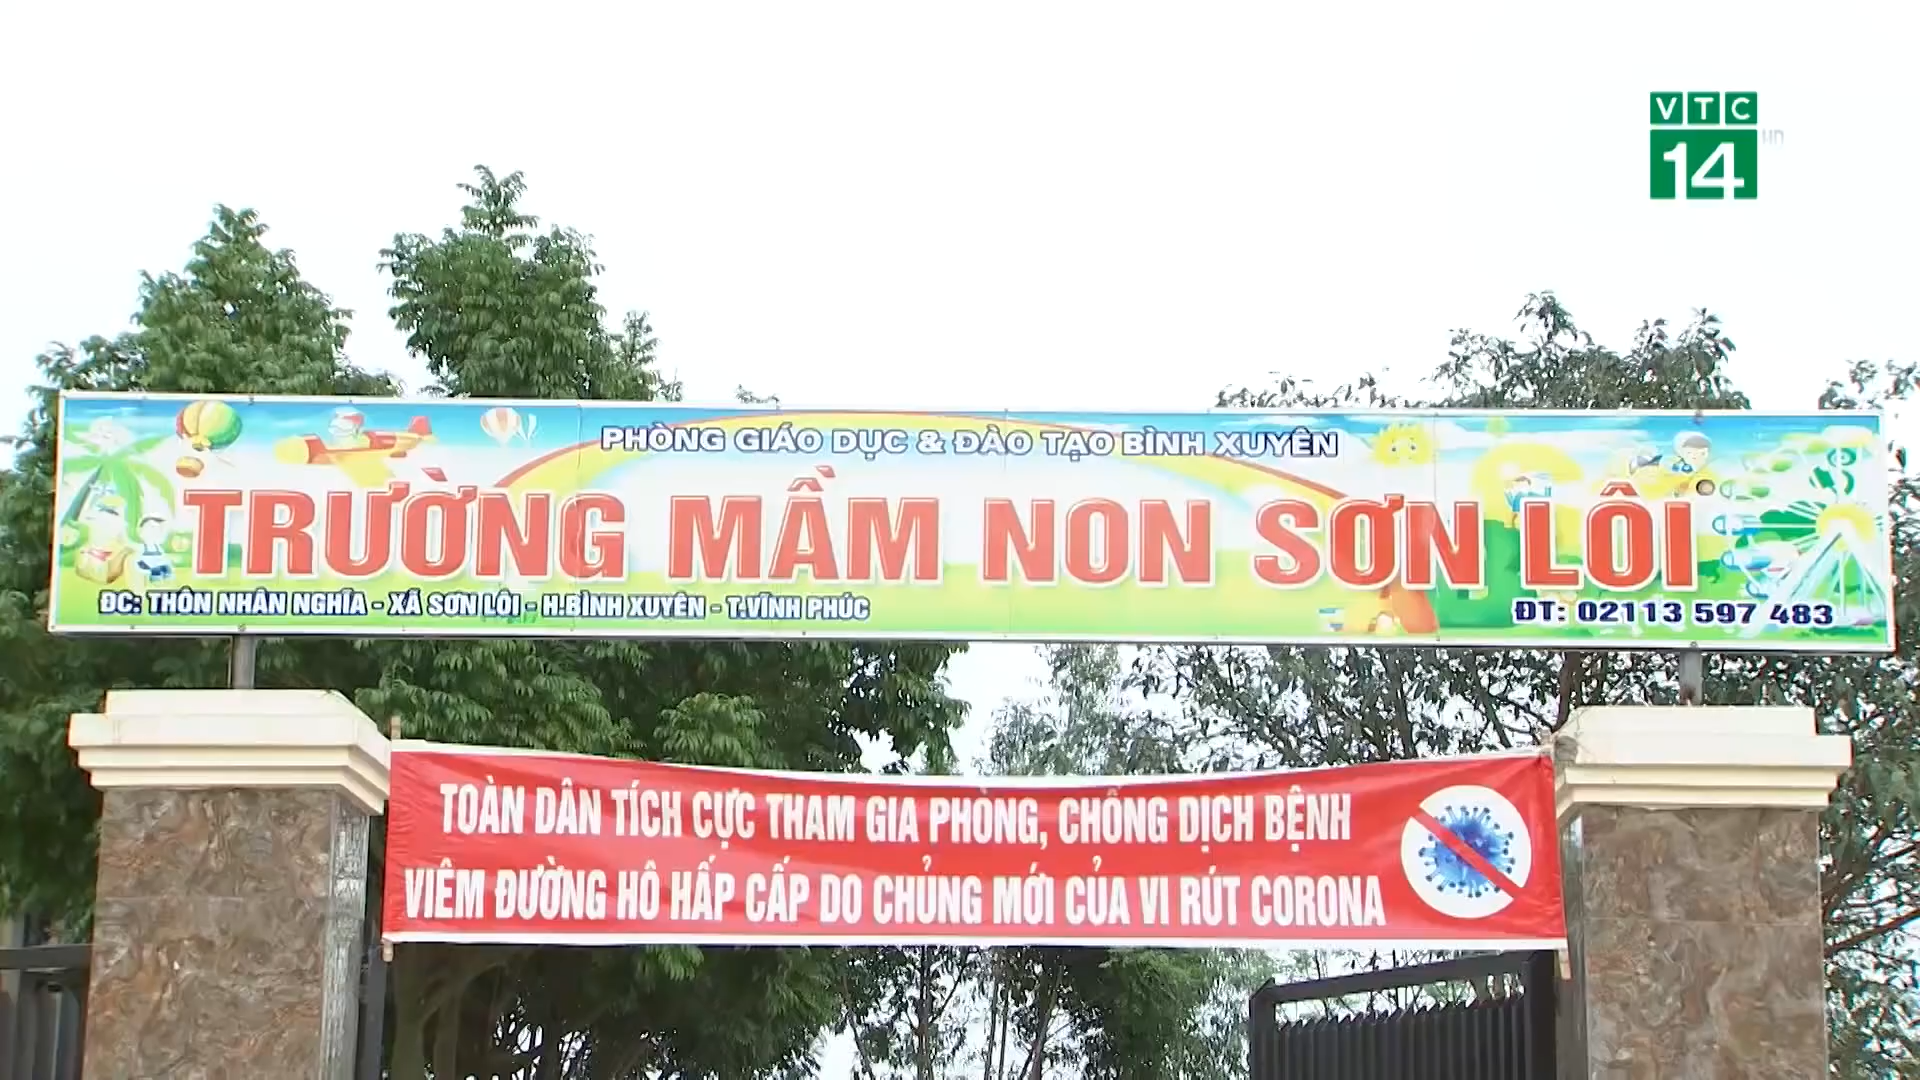 VTC
14
PHÒNG GIÁO DỤC & ĐÀO TẠO BÌNH XUYÊN
TRƯỜNG MẦM NON SƠN LÔI
ĐC: THÔN NHÂN NGHĨA - XÃ SƠN LÔI - H.BÌNH XUYÊN - T.VĨNH PHÚC
ĐT: 02113 597 483
TOÀN DÂN TÍCH CỰC THAM GIA PHÒNG, CHỐNG DỊCH BỆNH
VIÊM ĐƯỜNG HÔ HẤP CẤP DO CHỦNG MỚI CỦA VI RÚT CORONA